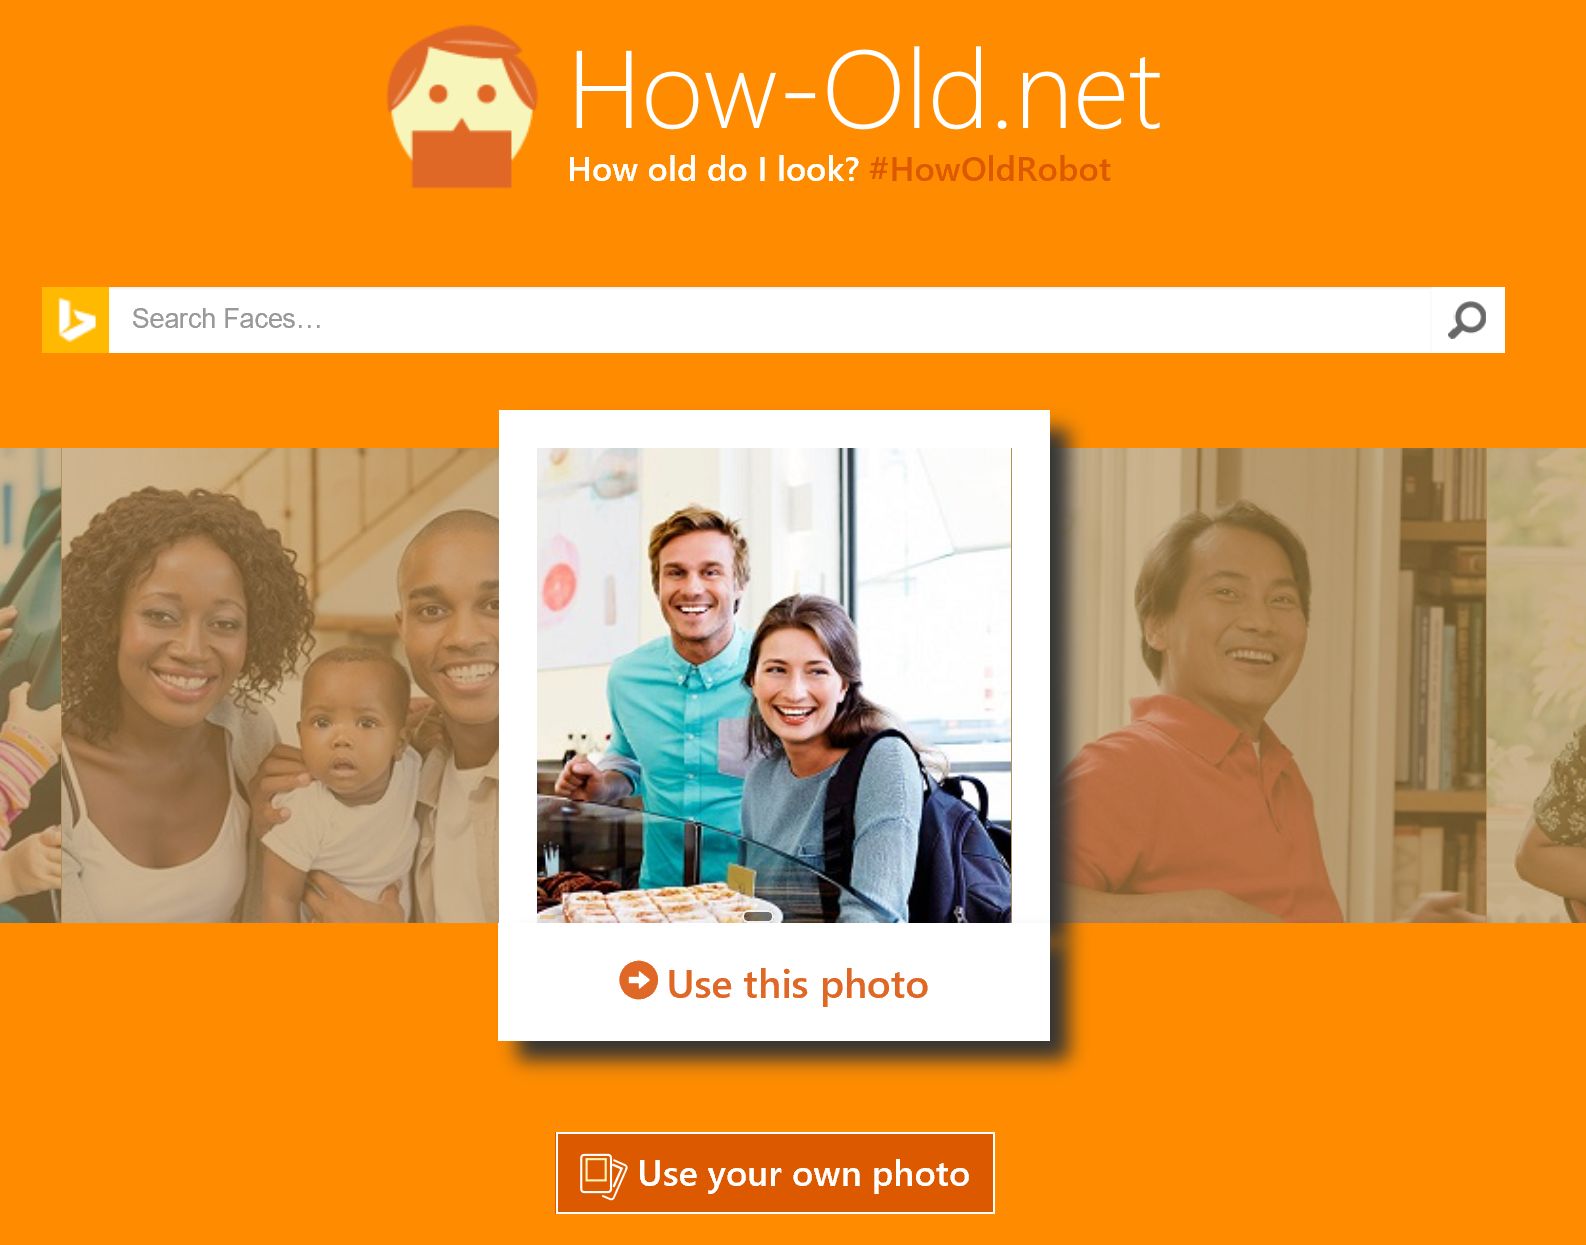 How-Old.net
How old do I look? #HowOldRobot
Search Faces...
Use this photo
Use your own photo